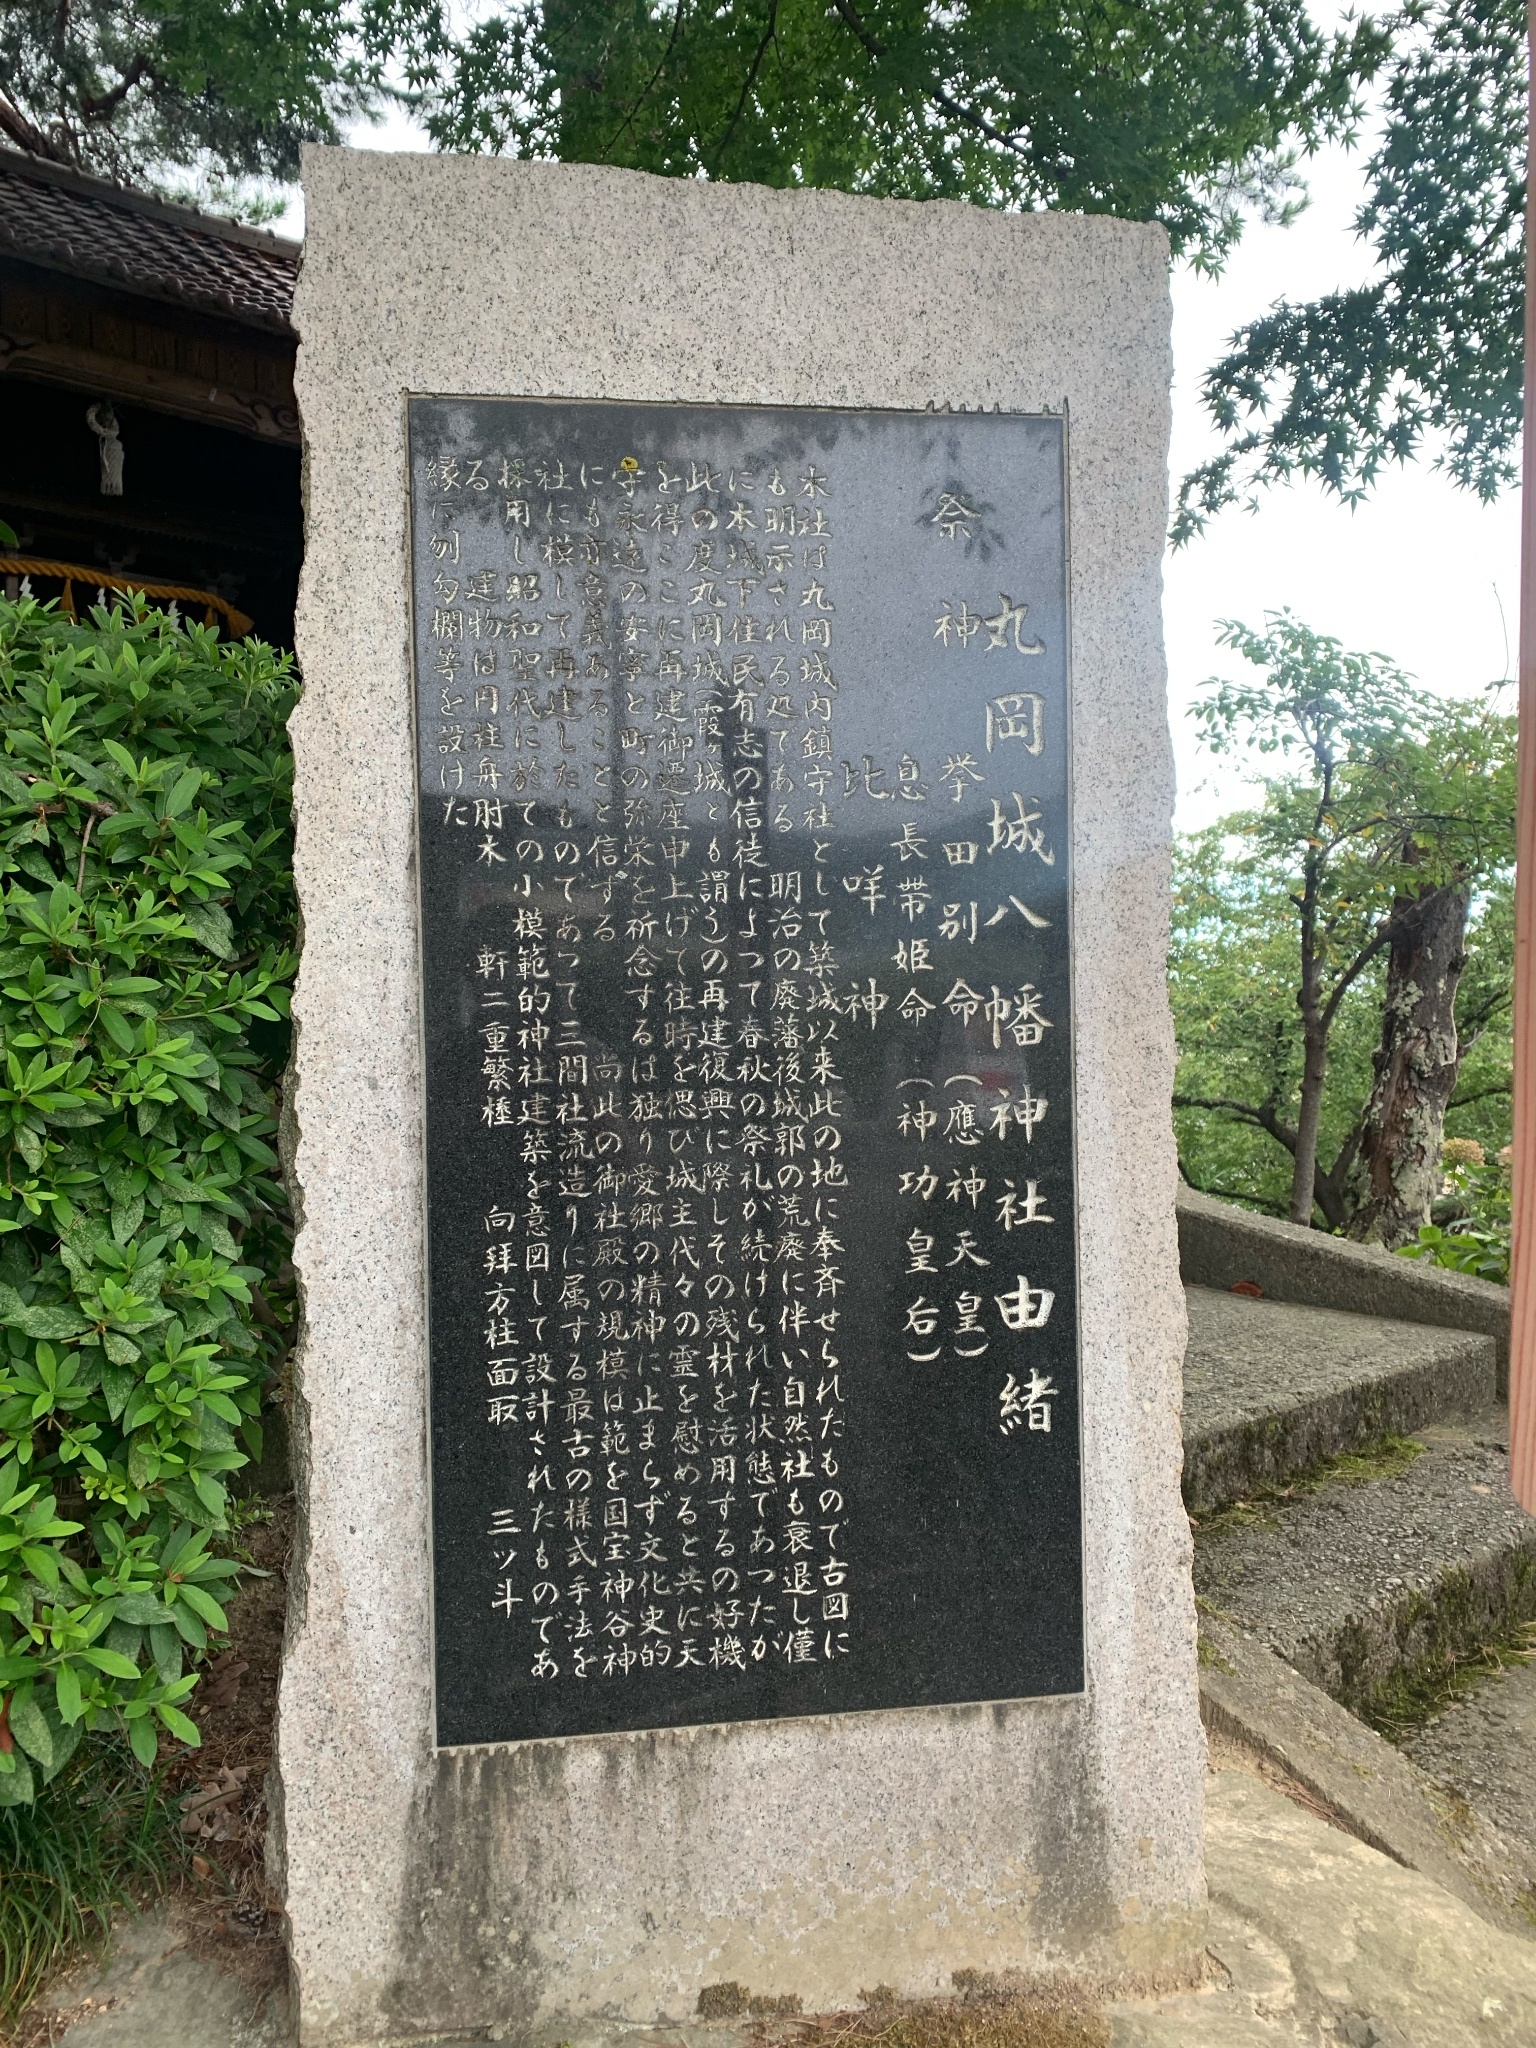 丸岡城八幡神社由緒
祭神
挙田別命(應神天皇)
息長帯姫命(神功皇后)
比咩神
本社は丸岡城内鎮守社として築城以来此の地に奉斉せられたもので古図に
も明示される処である 明治の廃藩後城郭の荒廃に伴い自然社も衰退し僅
に本城下住民有志の信徒によつて春秋の祭礼が続けられた状態であつたが
此の度丸岡城(霞ヶ城とも謂う)の再建復興に際しその残材を活用するの好機
を得ここに再建御遷座申上げて往時を偲び城主代々の霊を慰めると共に天
守永遠の安寧と町の弥栄を祈念するは独り愛郷の精神に止まらず文化史的
にも亦意義あることと信ずる 尚此の御社殿の規模は範を国宝神谷神
社に模して再建したものであつて三間社流造りに属する最古の様式手法を
採用し昭和聖代に於ての小模範的神社建築を意図して設計されたものであ
る 建物は円柱舟肘木 軒二重繁棰 向拜方柱面取 三ツ斗
縁に刎勾欄等を設けた